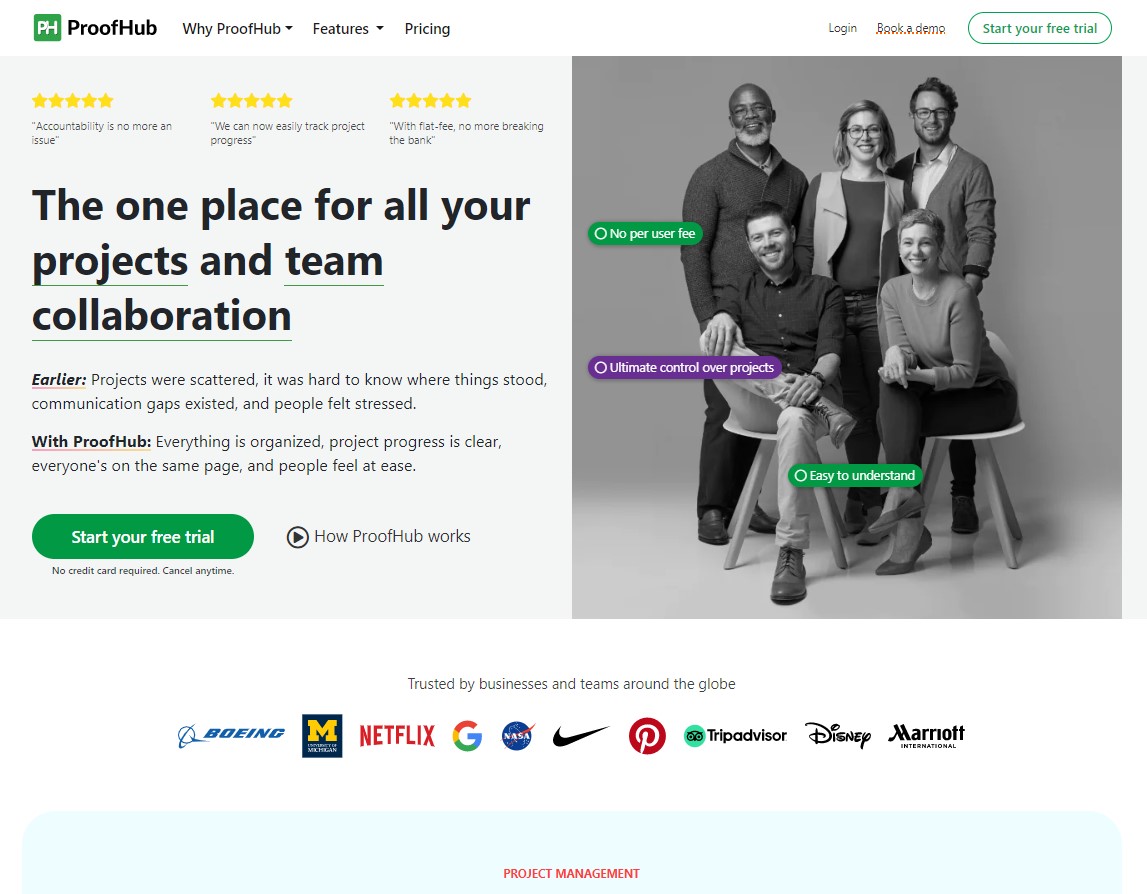 PH ProofHub Why ProofHub Features Pricing Login Book a demo Start your free trial
"Accountability is no more an
issue"
"We can now easily track project
progress"
"With flat-fee, no more breaking
the bank"
The one place for all your
projects and team
collaboration
Earlier: Projects were scattered, it was hard to know where things stood,
communication gaps existed, and people felt stressed.
With ProofHub: Everything is organized, project progress is clear,
everyone's on the same page, and people feel at ease.
Start your free trial
How ProofHub works
No credit card required. Cancel anytime.
No per user fee
Ultimate control over projects
Easy to understand
Trusted by businesses and teams around the globe
BOEING
M
UNIVERSITY OF
MICHIGAN
NETFLIX
G
NASA
Tripadvisor
Disney
Marriott
INTERNATIONAL
PROJECT MANAGEMENT